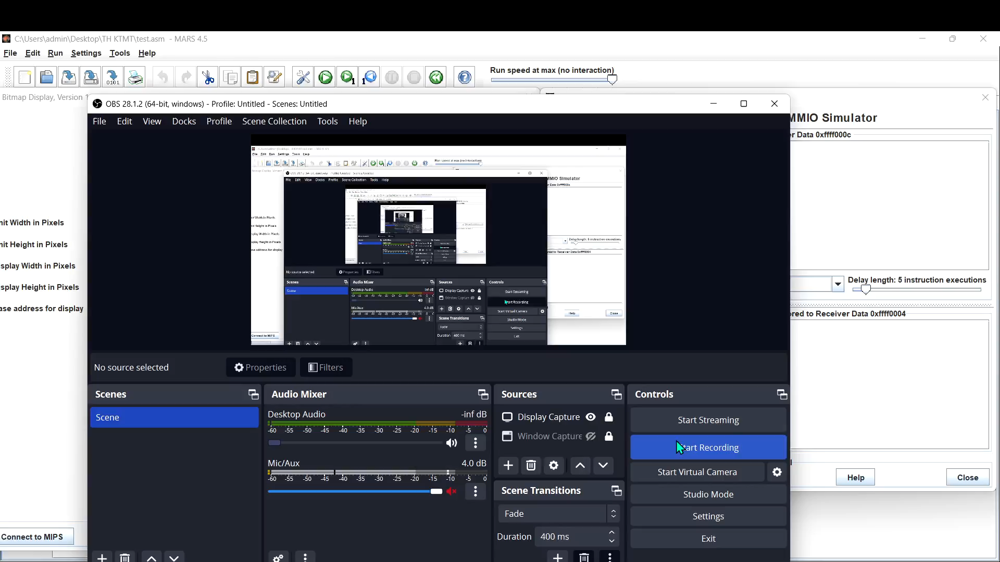 C:\Users\admin\Desktop\TH KTMT\test.asm - MARS 4.5
File Edit Run Settings Tools Help
Run speed at max (no interaction)
Bitmap Display, Version 1
OBS 28.1.2 (64-bit, windows) - Profile: Untitled - Scenes: Untitled
File Edit View Docks Profile Scene Collection Tools Help
MMIO Simulator
er Data 0xffff000c
nit Width in Pixels
nit Height in Pixels
splay Width in Pixels
splay Height in Pixels
ase address for display
Delay length: 5 instruction executions
ored to Receiver Data 0xffff0004
Help
Close
Connect to MIPS
No source selected
Properties
Filters
Scenes
Scene
Audio Mixer
Desktop Audio -inf dB
-60 -55 -50 -45 -40 -35 -30 -25 -20 -15 -10 -5 0
Mic/Aux 4.0 dB
-60 -55 -50 -45 -40 -35 -30 -25 -20 -15 -10 -5 0
Sources
Display Capture
Window Capture
Scene Transitions
Fade
Duration 400 ms
Controls
Start Streaming
tart Recording
Start Virtual Camera
Studio Mode
Settings
Exit